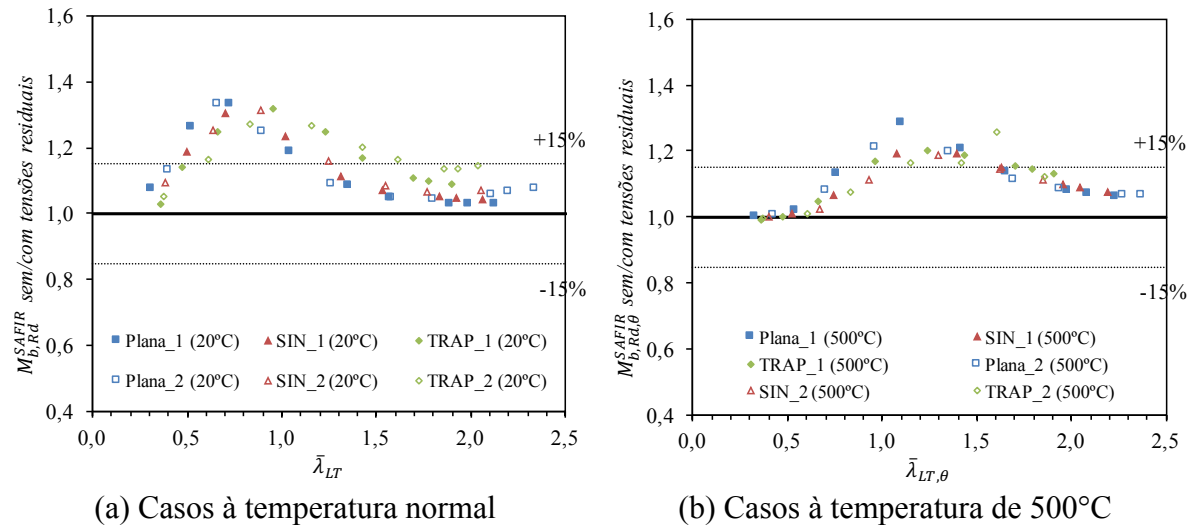 1,6
1,4
1,2
1,0
0,8
0,6
0,4
0,0
0,5
1,0
1,5
2,0
2,5
M_{b,Rd}^{SAFIR} sem/com tensões residuais
+15%
-15%
Plana_1 (20ºC) SIN_1 (20ºC) TRAP_1 (20ºC)
Plana_2 (20ºC) SIN_2 (20ºC) TRAP_2 (20ºC)
λ̄_{LT}
(a) Casos à temperatura normal
1,6
1,4
1,2
1,0
0,8
0,6
0,4
0,0
0,5
1,0
1,5
2,0
2,5
M_{b,Rd,θ}^{SAFIR} sem/com tensões residuais
+15%
-15%
Plana_1 (500ºC) SIN_1 (500ºC)
TRAP_1 (500ºC) Plana_2 (500ºC)
SIN_2 (500ºC) TRAP_2 (500ºC)
λ̄_{LT,θ}
(b) Casos à temperatura de 500°C